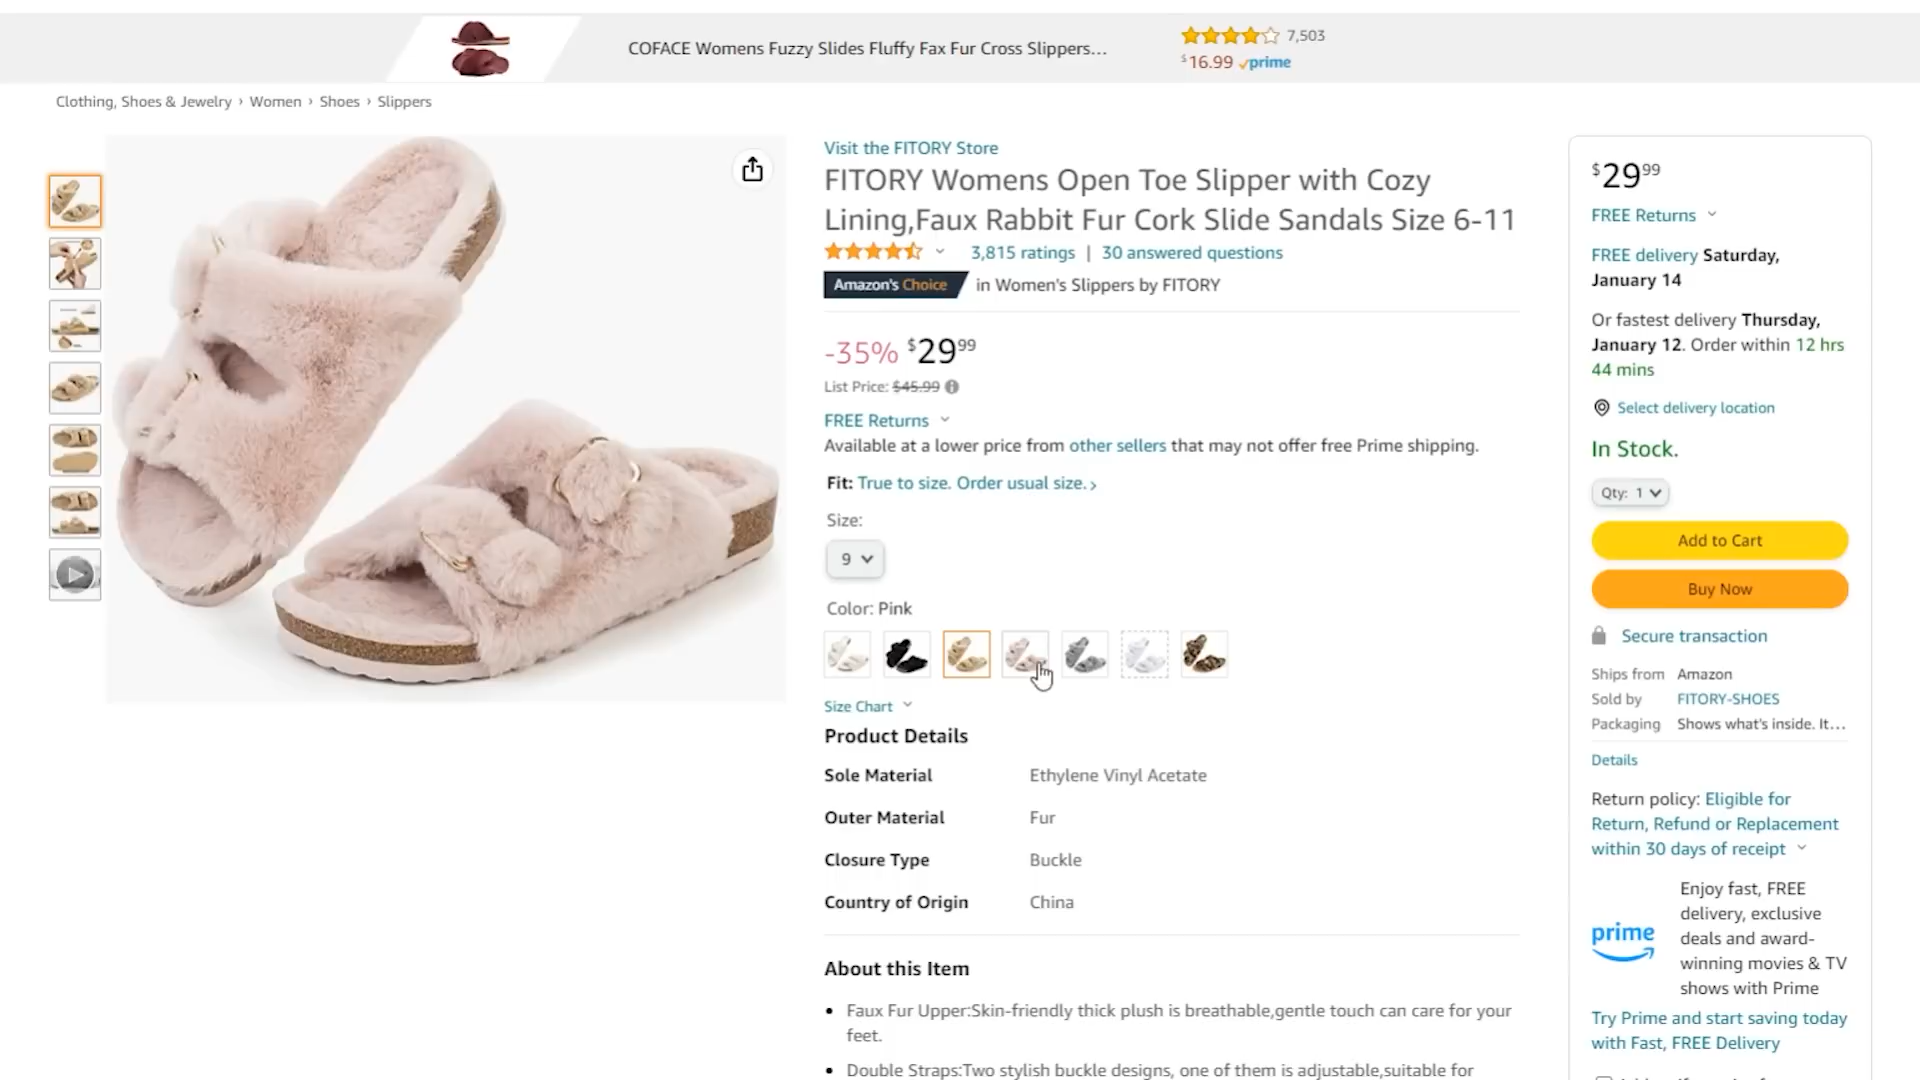 COFACE Womens Fuzzy Slides Fluffy Fax Fur Cross Slippers…
7,503
$16.99 prime
Clothing, Shoes & Jewelry › Women › Shoes › Slippers
Visit the FITORY Store
FITORY Womens Open Toe Slipper with Cozy
Lining,Faux Rabbit Fur Cork Slide Sandals Size 6-11
3,815 ratings | 30 answered questions
Amazon's Choice in Women's Slippers by FITORY
-35% $29 99
List Price: $45.99
FREE Returns
Available at a lower price from other sellers that may not offer free Prime shipping.
Fit: True to size. Order usual size. ›
Size:
9
Color: Pink
Size Chart
Product Details
Sole Material Ethylene Vinyl Acetate
Outer Material Fur
Closure Type Buckle
Country of Origin China
About this Item
• Faux Fur Upper:Skin-friendly thick plush is breathable,gentle touch can care for your
feet.
• Double Straps:Two stylish buckle designs, one of them is adjustable,suitable for
$29 99
FREE Returns
FREE delivery Saturday,
January 14
Or fastest delivery Thursday,
January 12. Order within 12 hrs
44 mins
Select delivery location
In Stock.
Qty: 1
Add to Cart
Buy Now
Secure transaction
Ships from Amazon
Sold by FITORY-SHOES
Packaging Shows what's inside. It…
Details
Return policy: Eligible for
Return, Refund or Replacement
within 30 days of receipt
prime
Enjoy fast, FREE
delivery, exclusive
deals and award-
winning movies & TV
shows with Prime
Try Prime and start saving today
with Fast, FREE Delivery